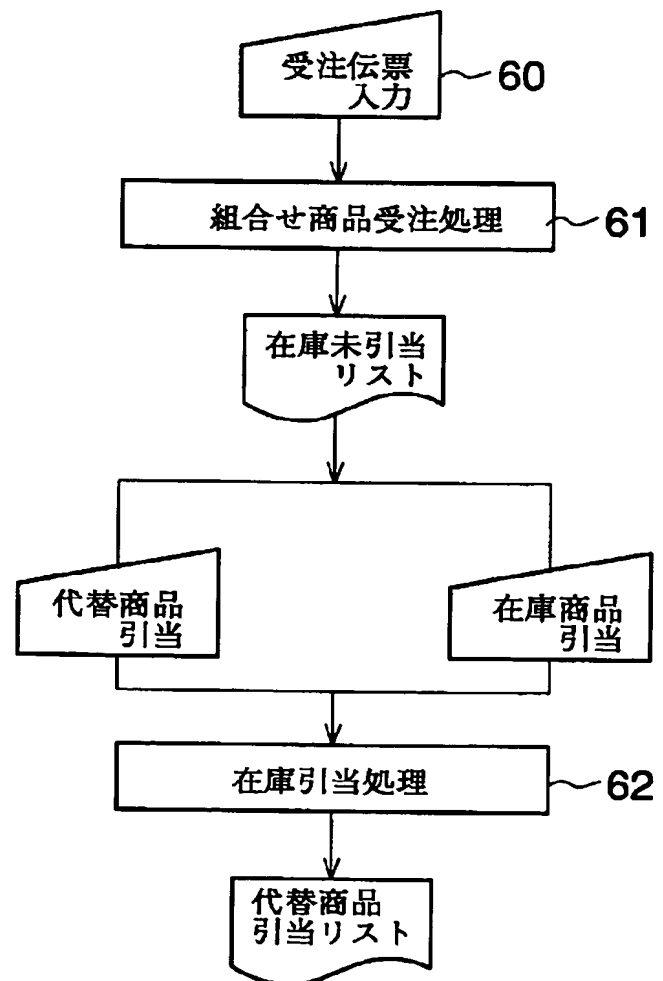 受注伝票
入力
60
組合せ商品受注処理
61
在庫未引当
リスト
代替商品
引当
在庫商品
引当
在庫引当処理
62
代替商品
引当リスト